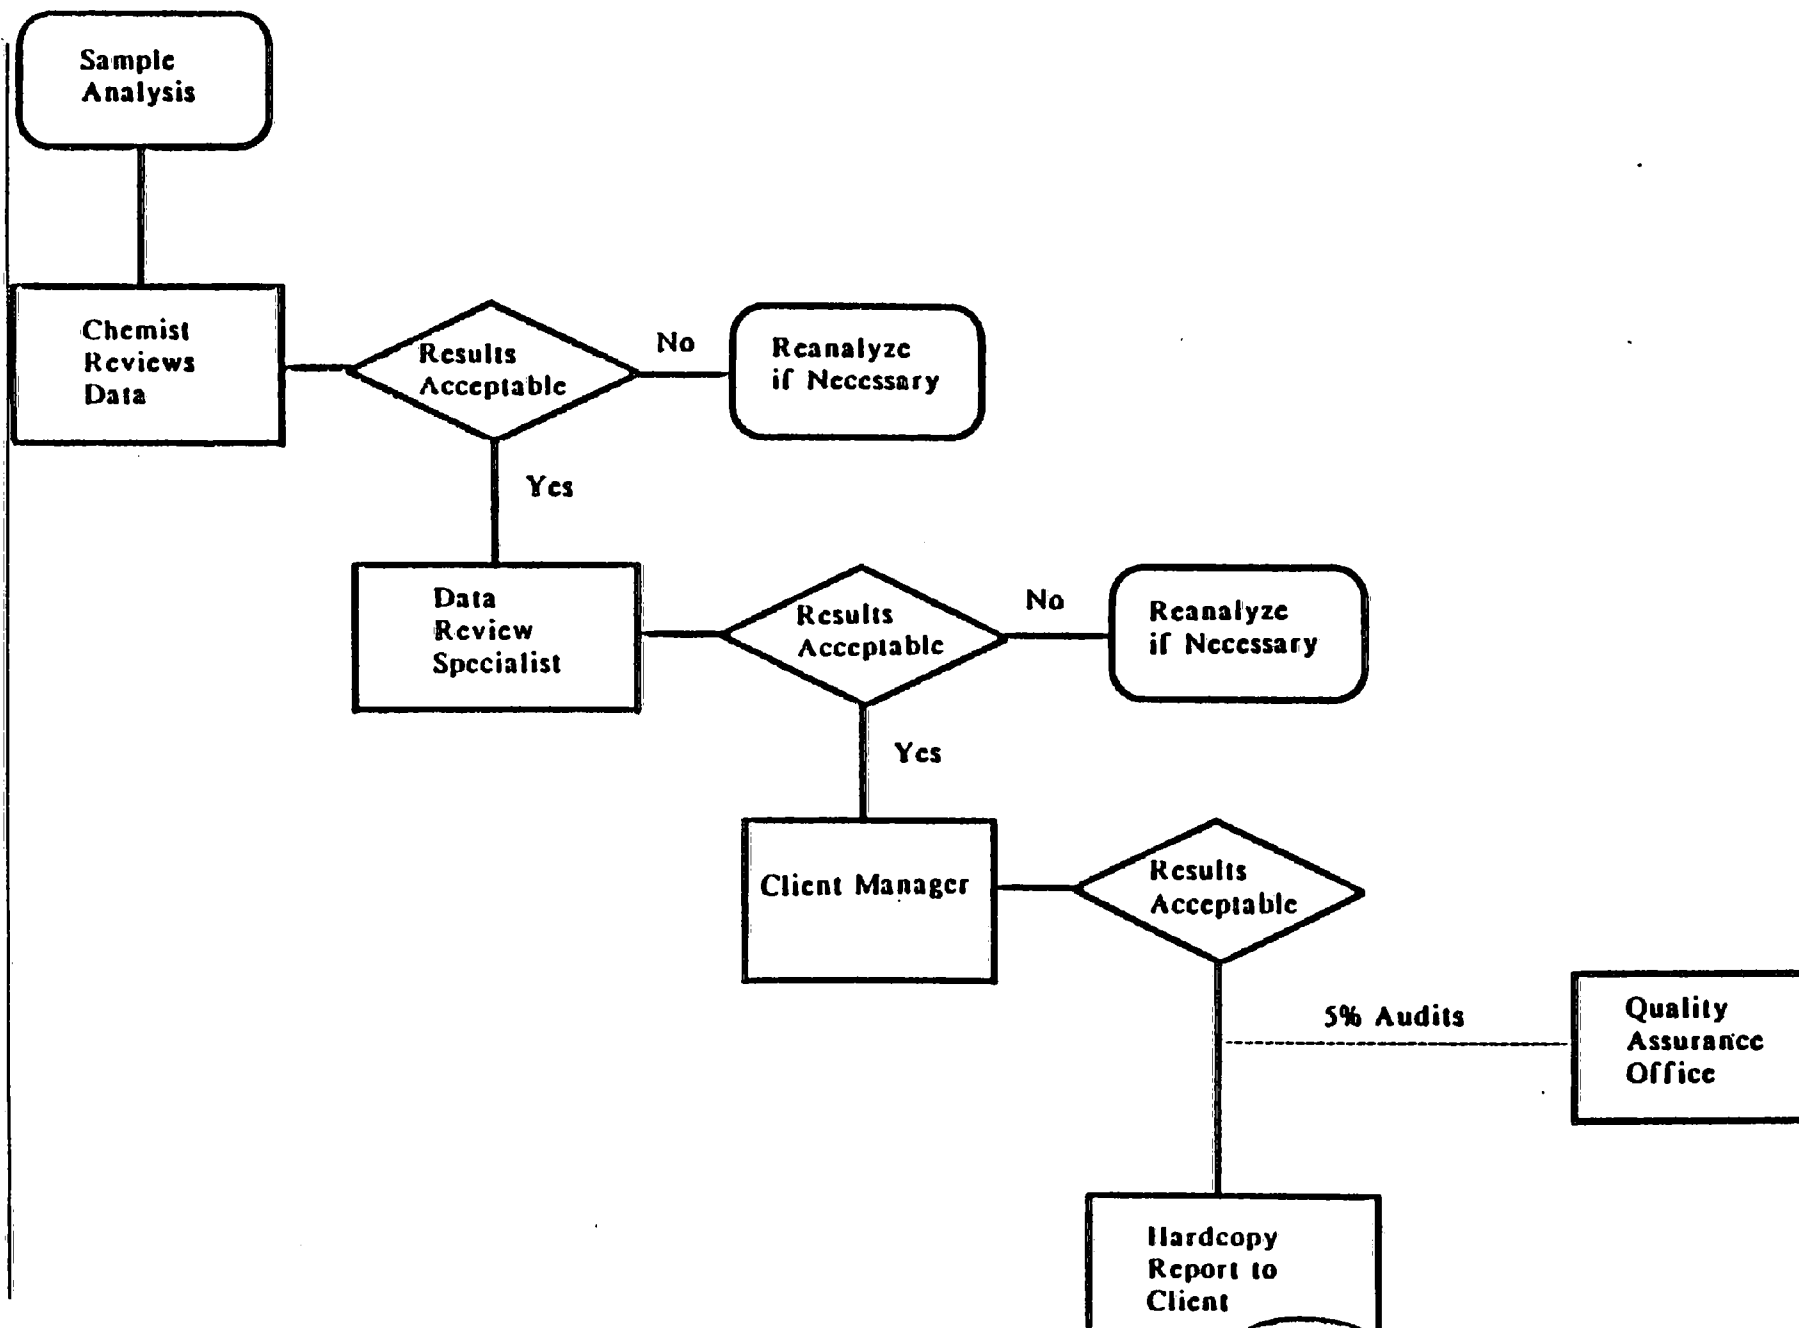 Sample
Analysis
Chemist
Reviews
Data
Results
Acceptable
No
Reanalyze
if Necessary
Yes
Data
Review
Specialist
Results
Acceptable
No
Reanalyze
if Necessary
Yes
Client Manager
Results
Acceptable
5% Audits
Quality
Assurance
Office
Hardcopy
Report to
Client